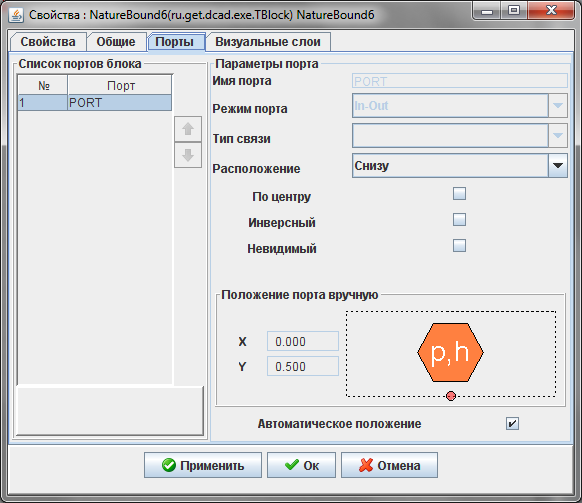 Свойства : NatureBound6(ru.get.dcad.exe.TBlock) NatureBound6
Свойства Общие Порты Визуальные слои
Список портов блока
№ Порт
1 PORT
Параметры порта
Имя порта PORT
Режим порта In-Out
Тип связи
Расположение Снизу
По центру
Инверсный
Невидимый
Положение порта вручную
X 0.000
Y 0.500
p,h
Автоматическое положение
Применить Ок Отмена